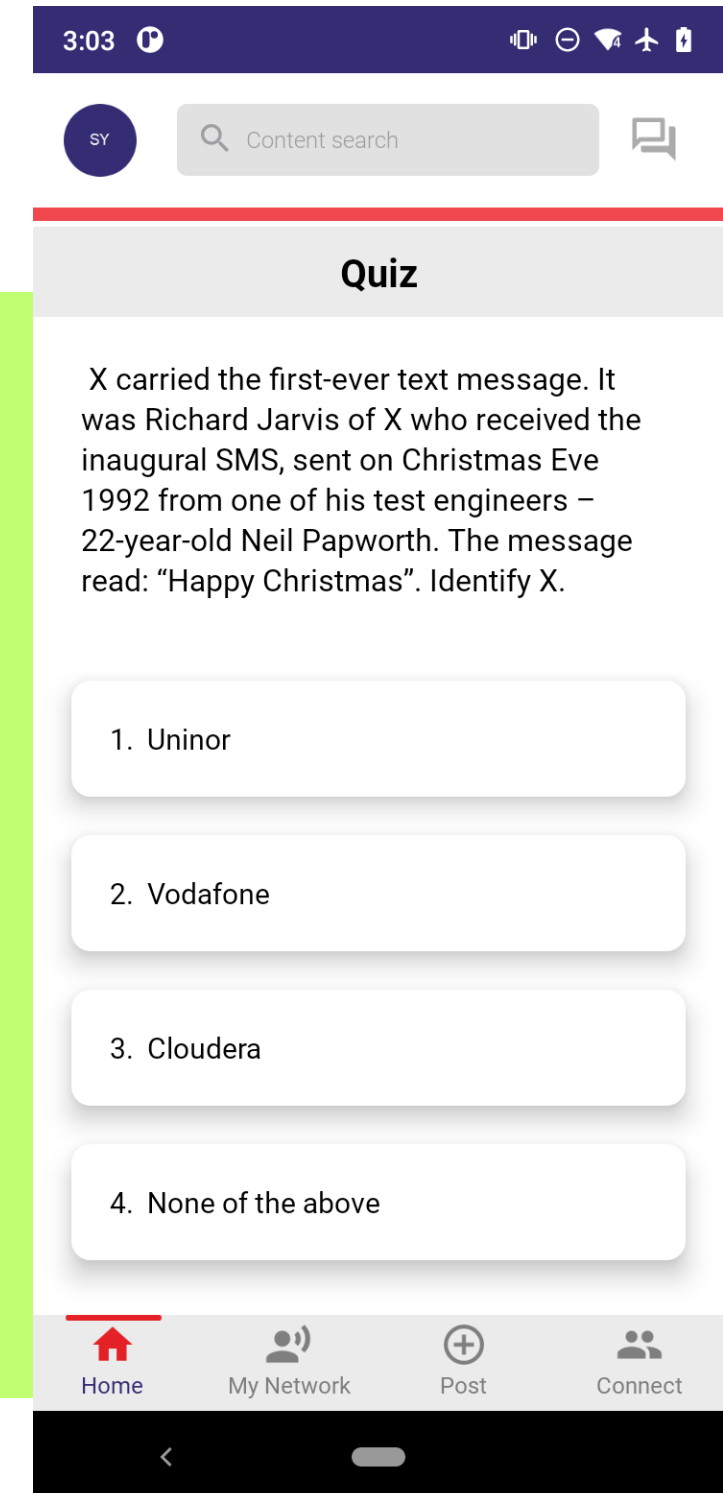 3:03
4
SY
Content search
Quiz
X carried the first-ever text message. It
was Richard Jarvis of X who received the
inaugural SMS, sent on Christmas Eve
1992 from one of his test engineers –
22-year-old Neil Papworth. The message
read: “Happy Christmas”. Identify X.
1. Uninor
2. Vodafone
3. Cloudera
4. None of the above
Home My Network Post Connect